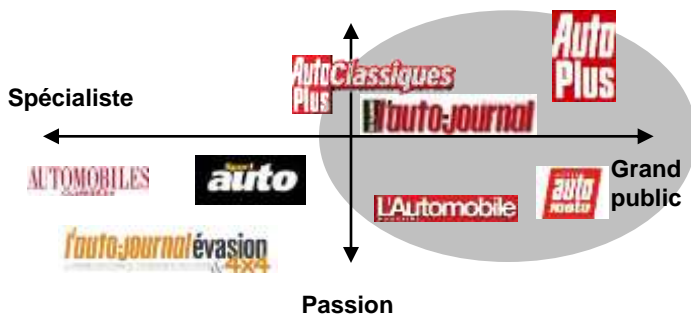 Auto
Plus
Auto
Plus
Classiques
Spécialiste
l'auto-journal
AUTOMOBILES
CLASSIQUES
Sport
auto
Grand
public
L'Automobile
auto
moto
l'auto-journal évasion
& 4x4
Passion